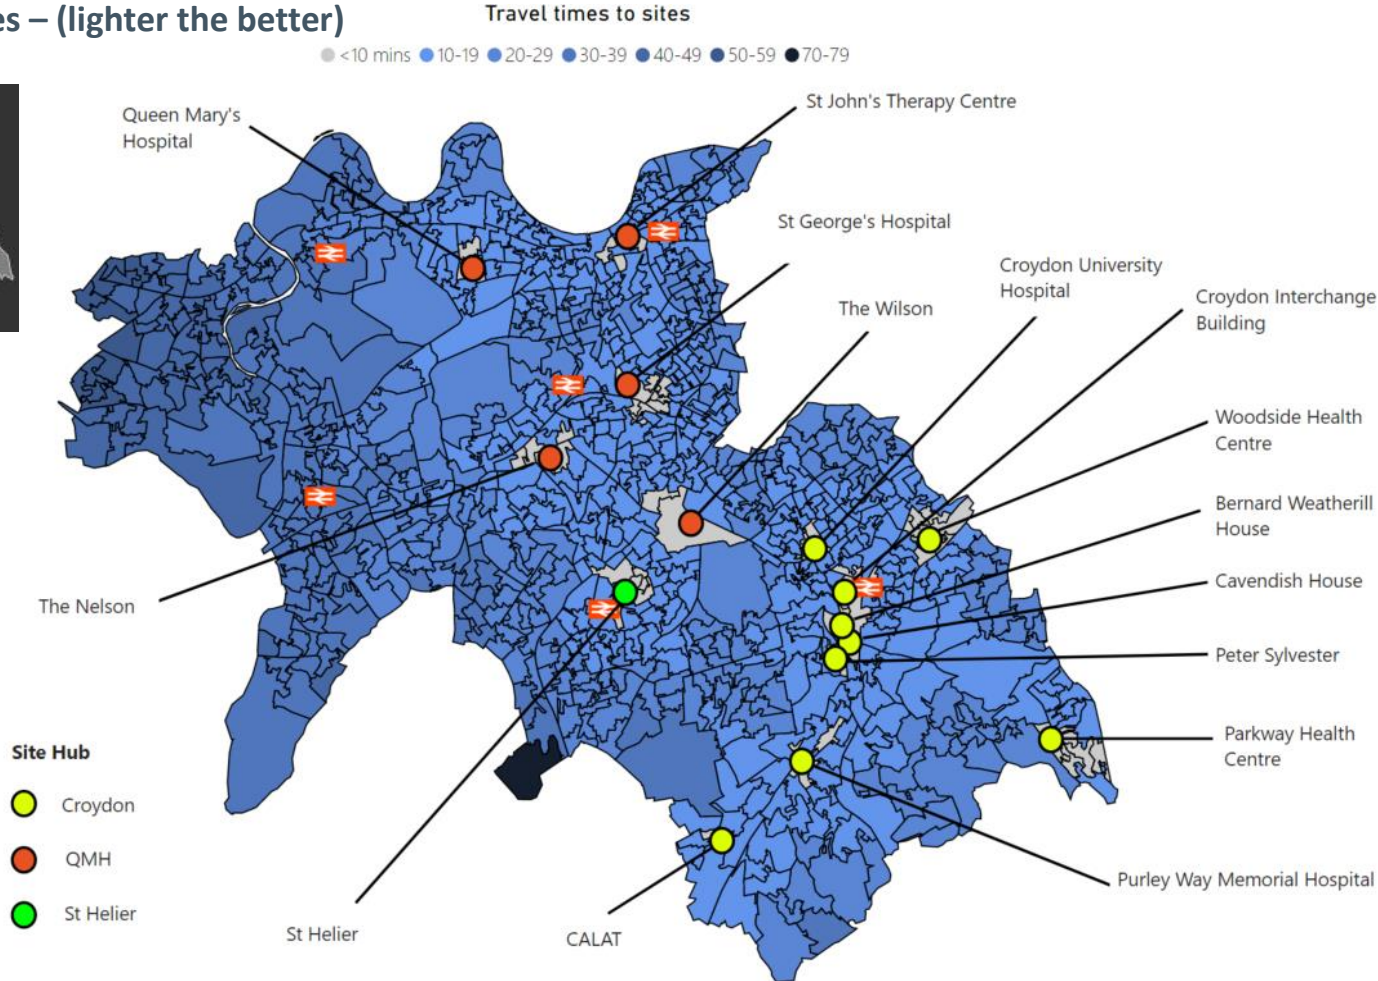 es – (lighter the better)
Travel times to sites
<10 mins 10-19 20-29 30-39 40-49 50-59 70-79
Queen Mary's
Hospital
St John's Therapy Centre
St George's Hospital
Croydon University
Hospital
The Wilson
Croydon Interchange
Building
Woodside Health
Centre
Bernard Weatherill
House
Cavendish House
The Nelson
Peter Sylvester
Parkway Health
Centre
Site Hub
Croydon
QMH
St Helier
Purley Way Memorial Hospital
St Helier
CALAT